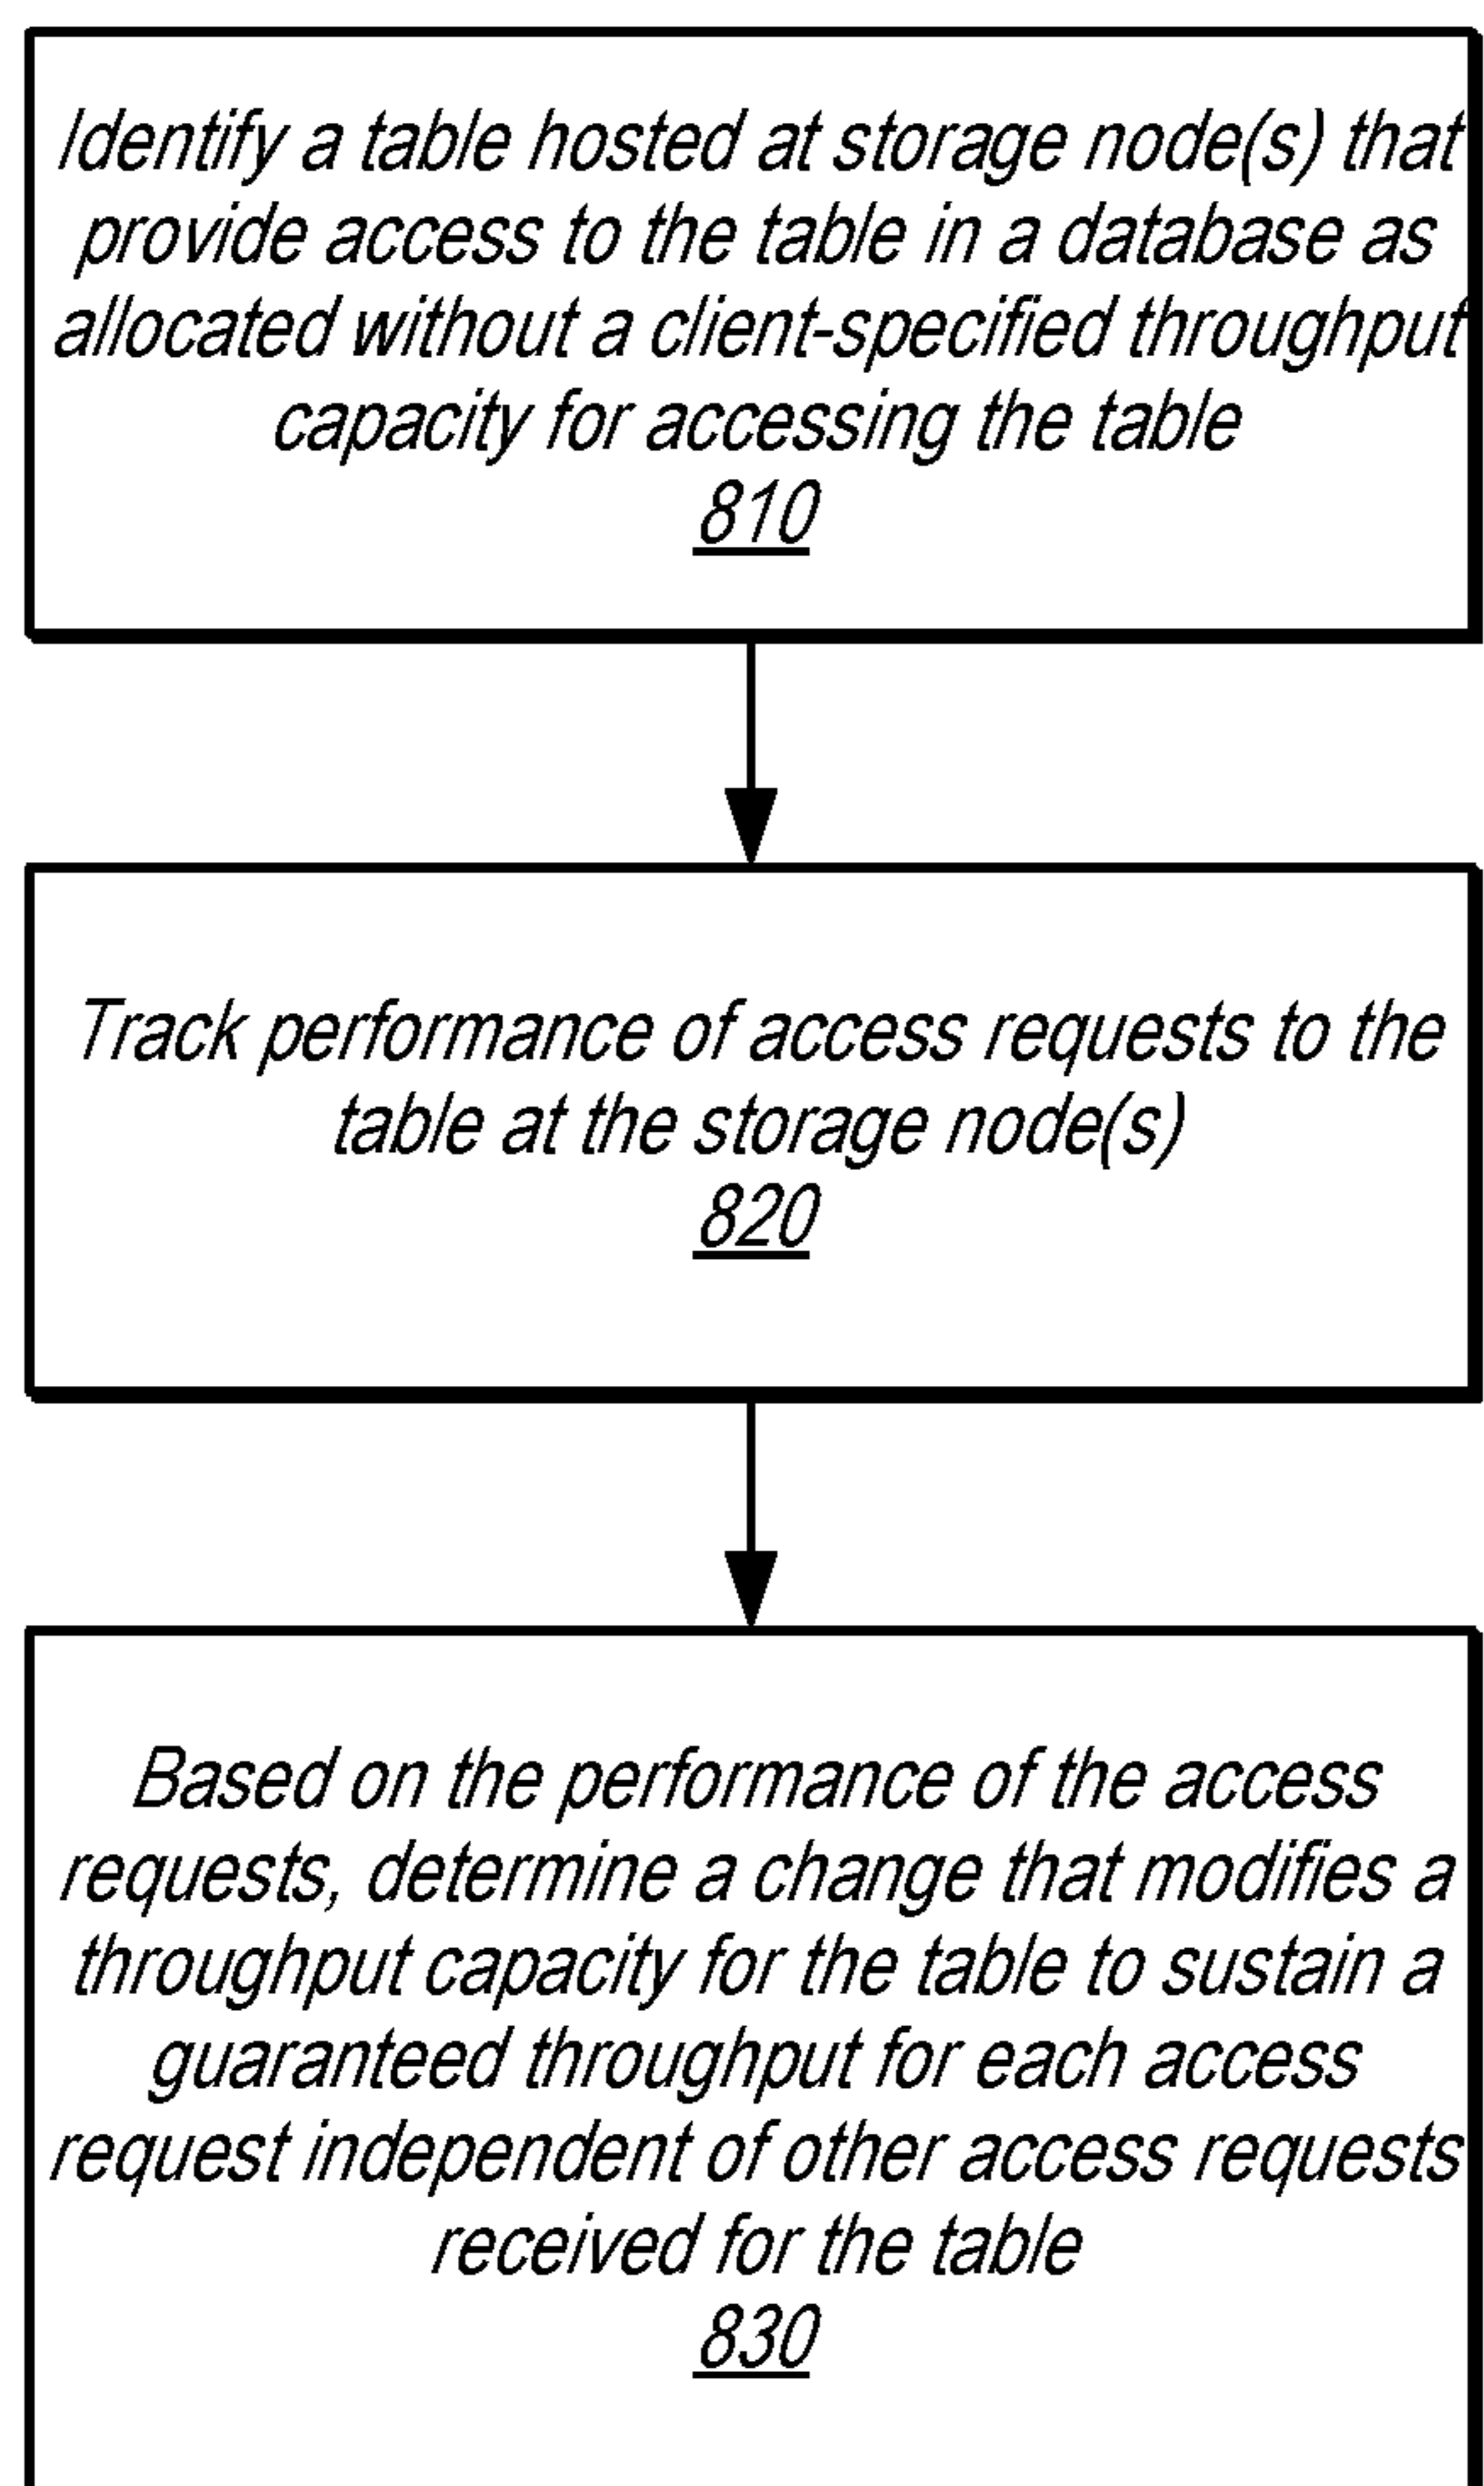 Identify a table hosted at storage node(s) that
provide access to the table in a database as
allocated without a client-specified throughput
capacity for accessing the table
810
Track performance of access requests to the
table at the storage node(s)
820
Based on the performance of the access
requests, determine a change that modifies a
throughput capacity for the table to sustain a
guaranteed throughput for each access
request independent of other access requests
received for the table
830